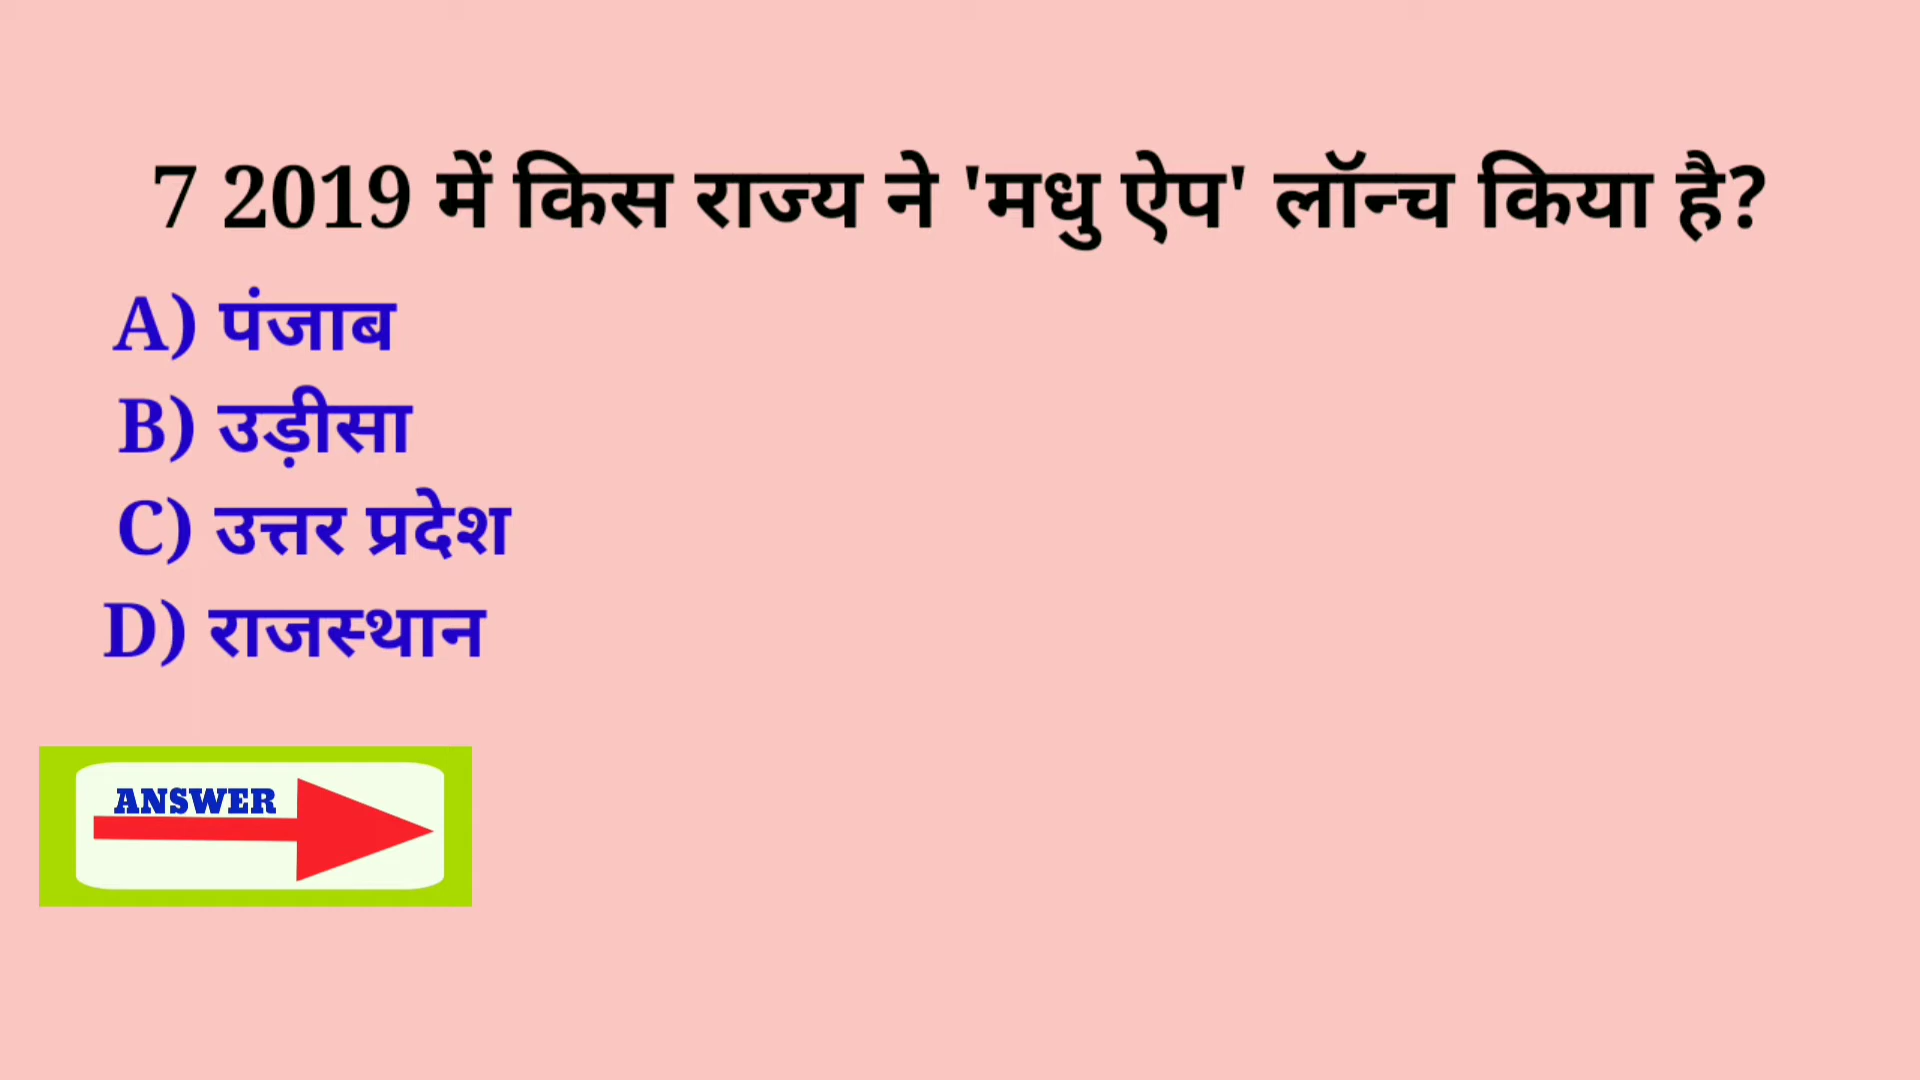 7 2019 में किस राज्य ने 'मधु ऐप' लॉन्च किया है?
A) पंजाब
B) उड़ीसा
C) उत्तर प्रदेश
D) राजस्थान
ANSWER